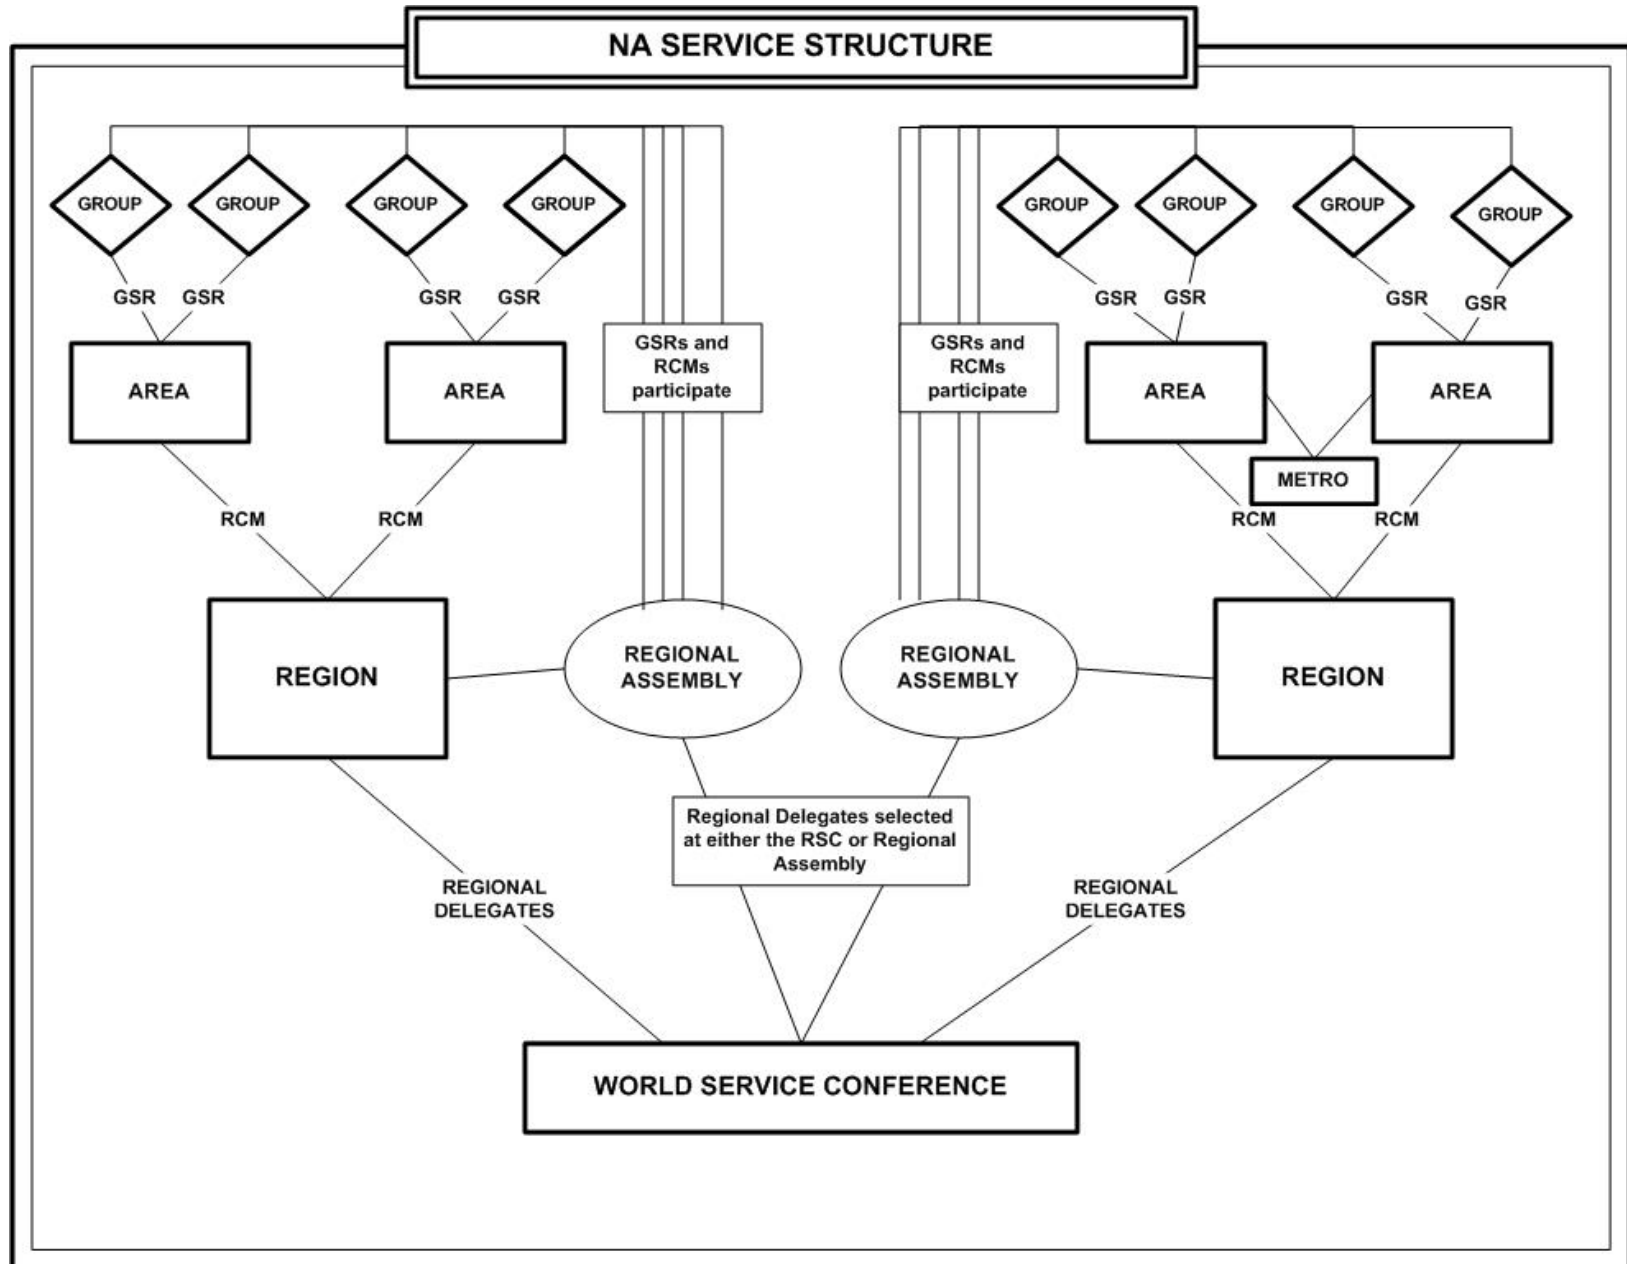 NA SERVICE STRUCTURE
GROUP
GROUP
GROUP
GROUP
GROUP
GROUP
GROUP
GROUP
GSR
GSR
GSR
GSR
GSR
GSR
GSR
GSR
GSRs and
RCMs
participate
GSRs and
RCMs
participate
AREA
AREA
AREA
AREA
METRO
RCM
RCM
RCM
RCM
REGION
REGIONAL
ASSEMBLY
REGIONAL
ASSEMBLY
REGION
Regional Delegates selected
at either the RSC or Regional
Assembly
REGIONAL
DELEGATES
REGIONAL
DELEGATES
WORLD SERVICE CONFERENCE